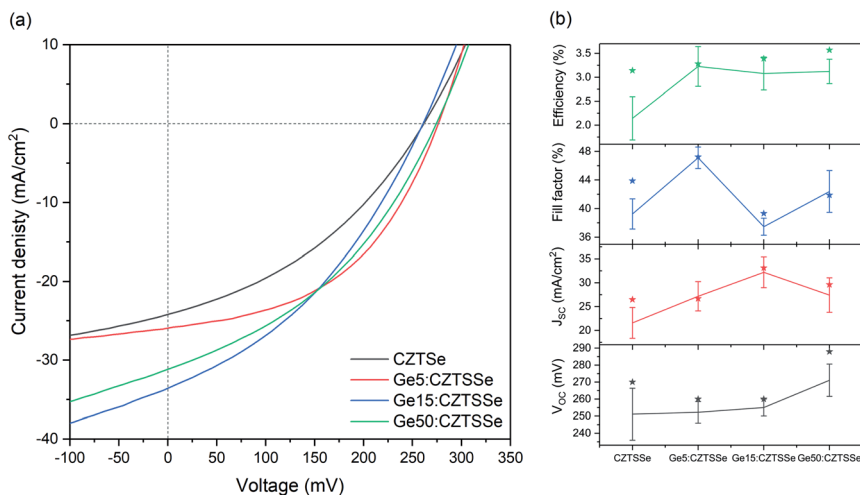 (a)
10
0
-10
-20
-30
-40
Current denisty (mA/cm²)
-100 -50 0 50 100 150 200 250 300 350
Voltage (mV)
CZTSe
Ge5:CZTSSe
Ge15:CZTSSe
Ge50:CZTSSe
(b)
3.5
3.0
2.5
2.0
Efficiency (%)
48
44
40
36
Fill factor (%)
35
30
25
20
J_SC (mA/cm²)
290
280
270
260
250
240
V_OC (mV)
CZTSSe Ge5:CZTSSe Ge15:CZTSSe Ge50:CZTSSe